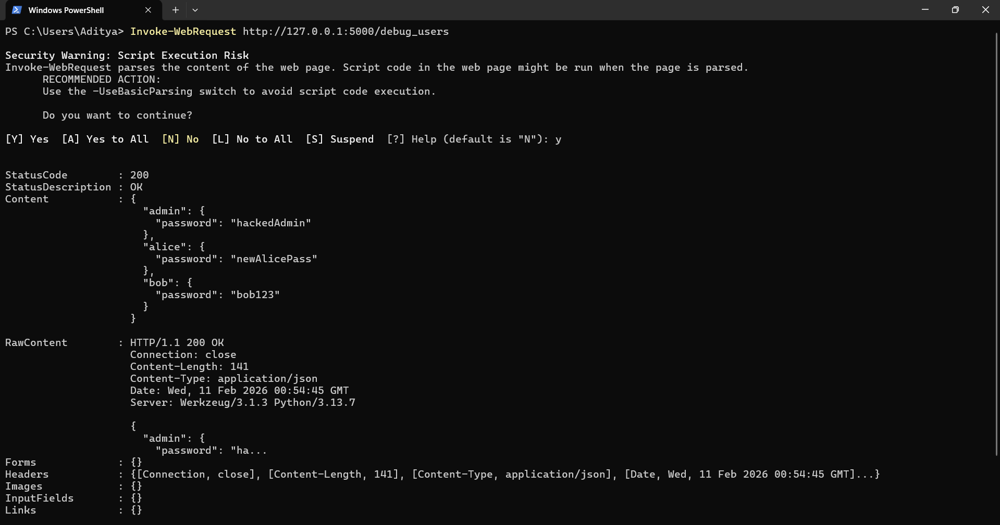 Windows PowerShell
PS C:\Users\Aditya> Invoke-WebRequest http://127.0.0.1:5000/debug_users
Security Warning: Script Execution Risk
Invoke-WebRequest parses the content of the web page. Script code in the web page might be run when the page is parsed.
RECOMMENDED ACTION:
Use the -UseBasicParsing switch to avoid script code execution.
Do you want to continue?
[Y] Yes  [A] Yes to All  [N] No  [L] No to All  [S] Suspend  [?] Help (default is "N"): y
StatusCode        : 200
StatusDescription : OK
Content           : {
                      "admin": {
                        "password": "hackedAdmin"
                      },
                      "alice": {
                        "password": "newAlicePass"
                      },
                      "bob": {
                        "password": "bob123"
                      }
                    }
RawContent        : HTTP/1.1 200 OK
                    Connection: close
                    Content-Length: 141
                    Content-Type: application/json
                    Date: Wed, 11 Feb 2026 00:54:45 GMT
                    Server: Werkzeug/3.1.3 Python/3.13.7
                    {
                      "admin": {
                        "password": "ha...
Forms             : {}
Headers           : {[Connection, close], [Content-Length, 141], [Content-Type, application/json], [Date, Wed, 11 Feb 2026 00:54:45 GMT]...}
Images            : {}
InputFields       : {}
Links             : {}